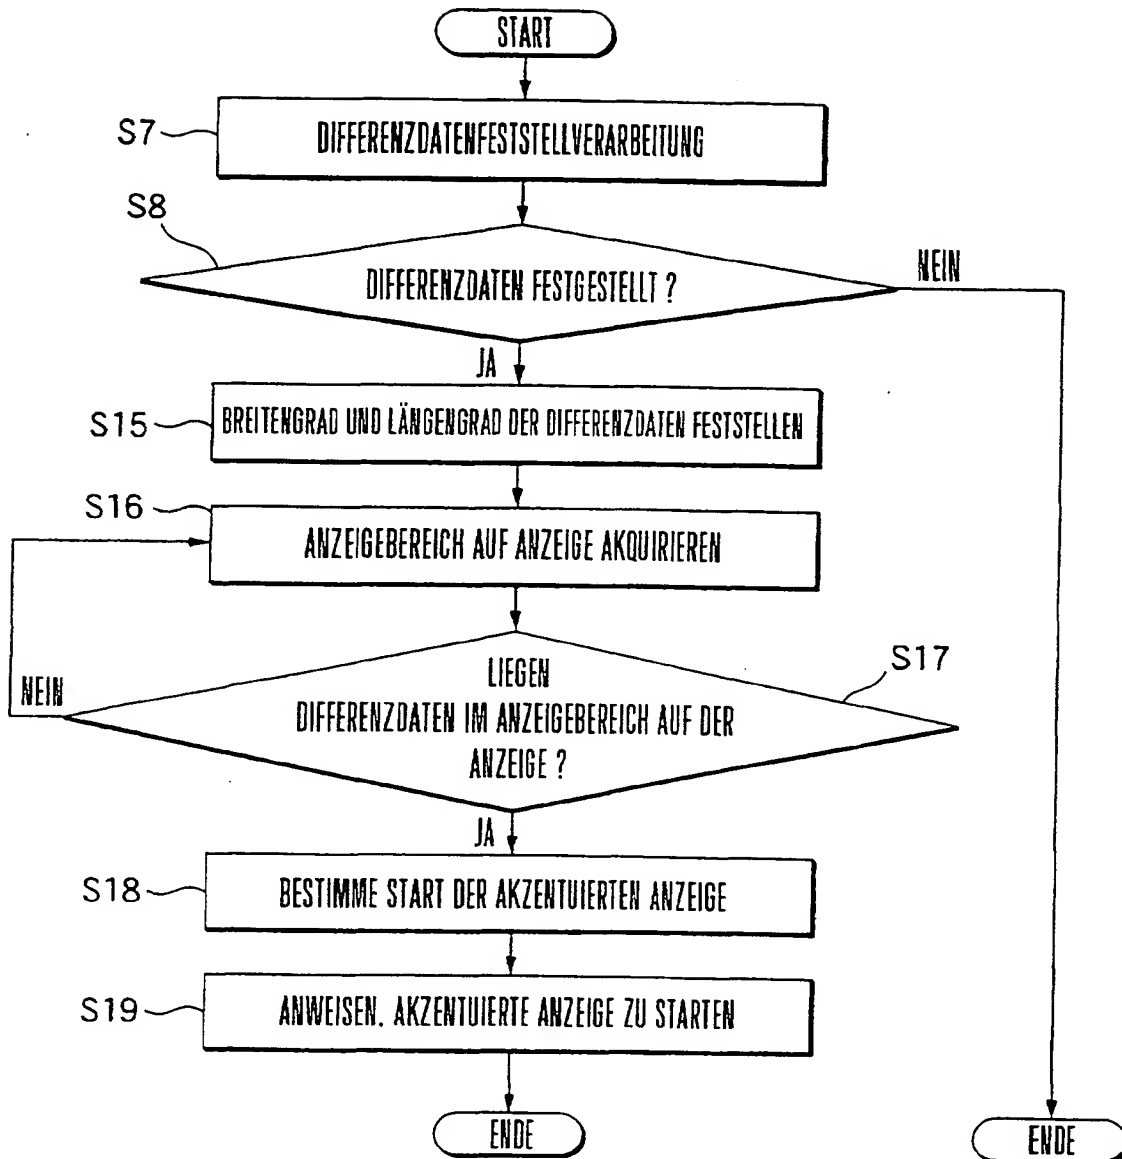 START
S7
DIFFERENZDATENFESTSTELLVERARBEITUNG
S8
DIFFERENZDATEN FESTGESTELLT ?
NEIN
JA
S15
BREITENGRAD UND LÄNGENGRAD DER DIFFERENZDATEN FESTSTELLEN
S16
ANZEIGEBEREICH AUF ANZEIGE AKQUIRIEREN
S17
LIEGEN
DIFFERENZDATEN IM ANZEIGEBEREICH AUF DER
ANZEIGE ?
NEIN
JA
S18
BESTIMME START DER AKZENTUIERTEN ANZEIGE
S19
ANWEISEN, AKZENTUIERTE ANZEIGE ZU STARTEN
ENDE
ENDE